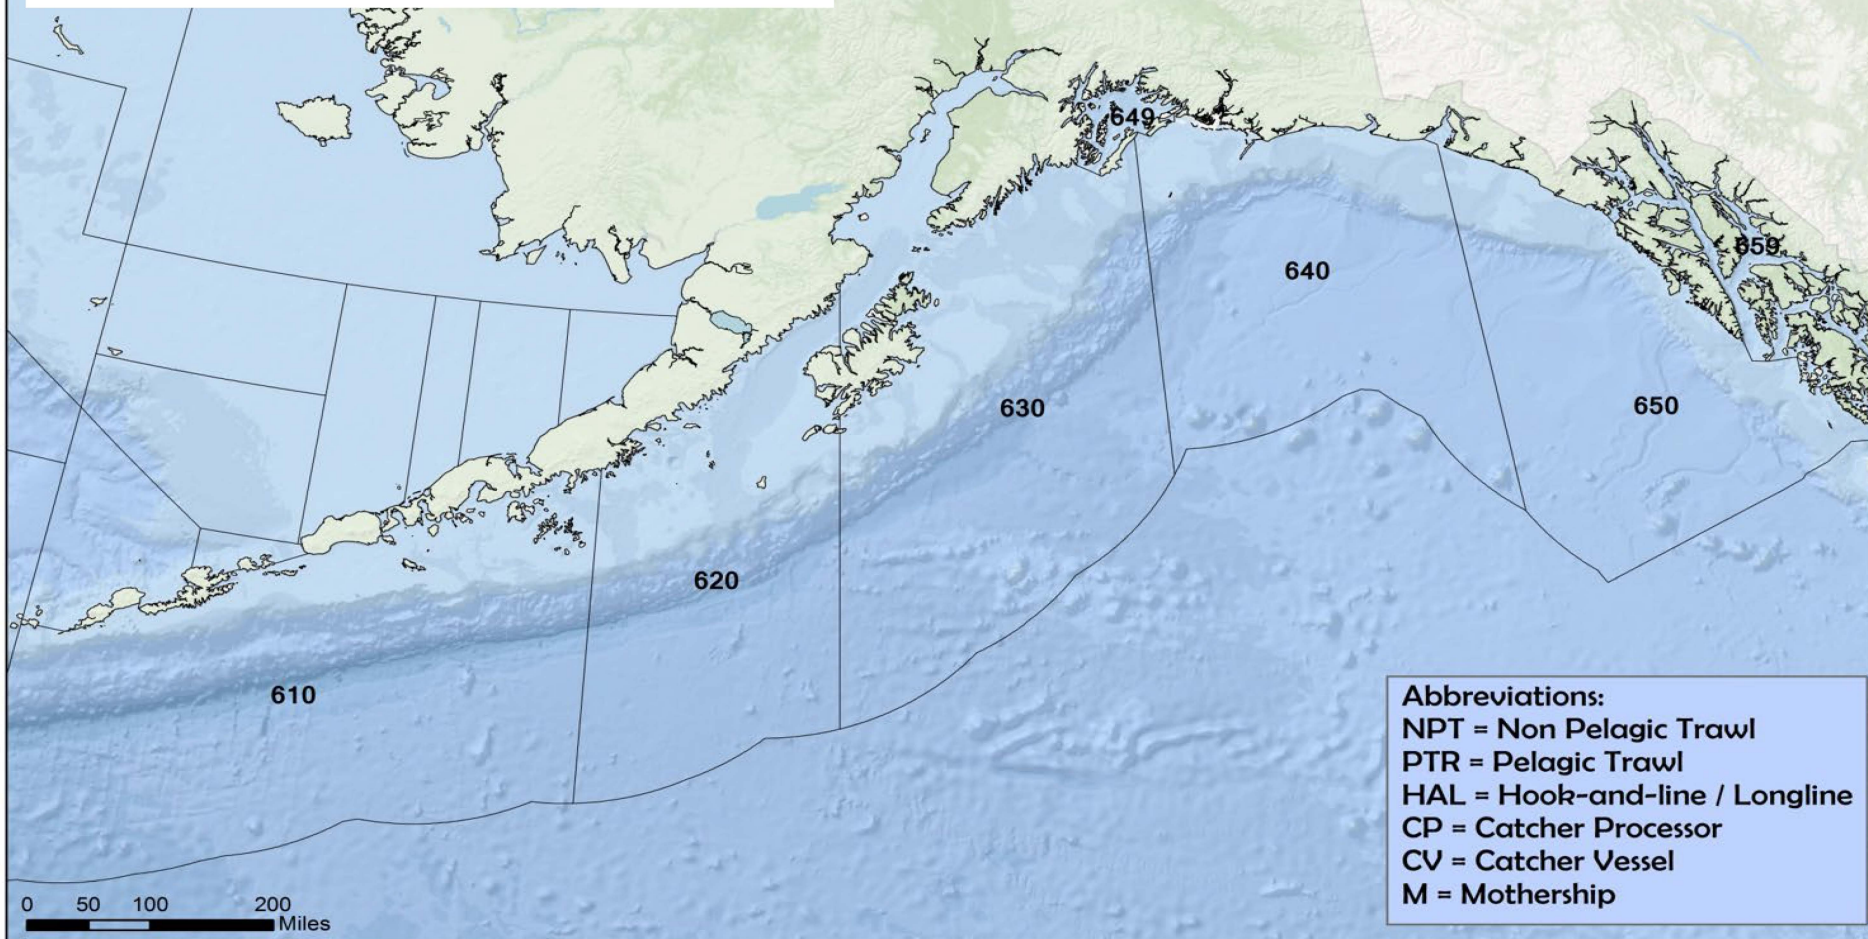 649
659
640
650
630
620
610
Abbreviations:
NPT = Non Pelagic Trawl
PTR = Pelagic Trawl
HAL = Hook-and-line / Longline
CP = Catcher Processor
CV = Catcher Vessel
M = Mothership
0 50 100 200
Miles